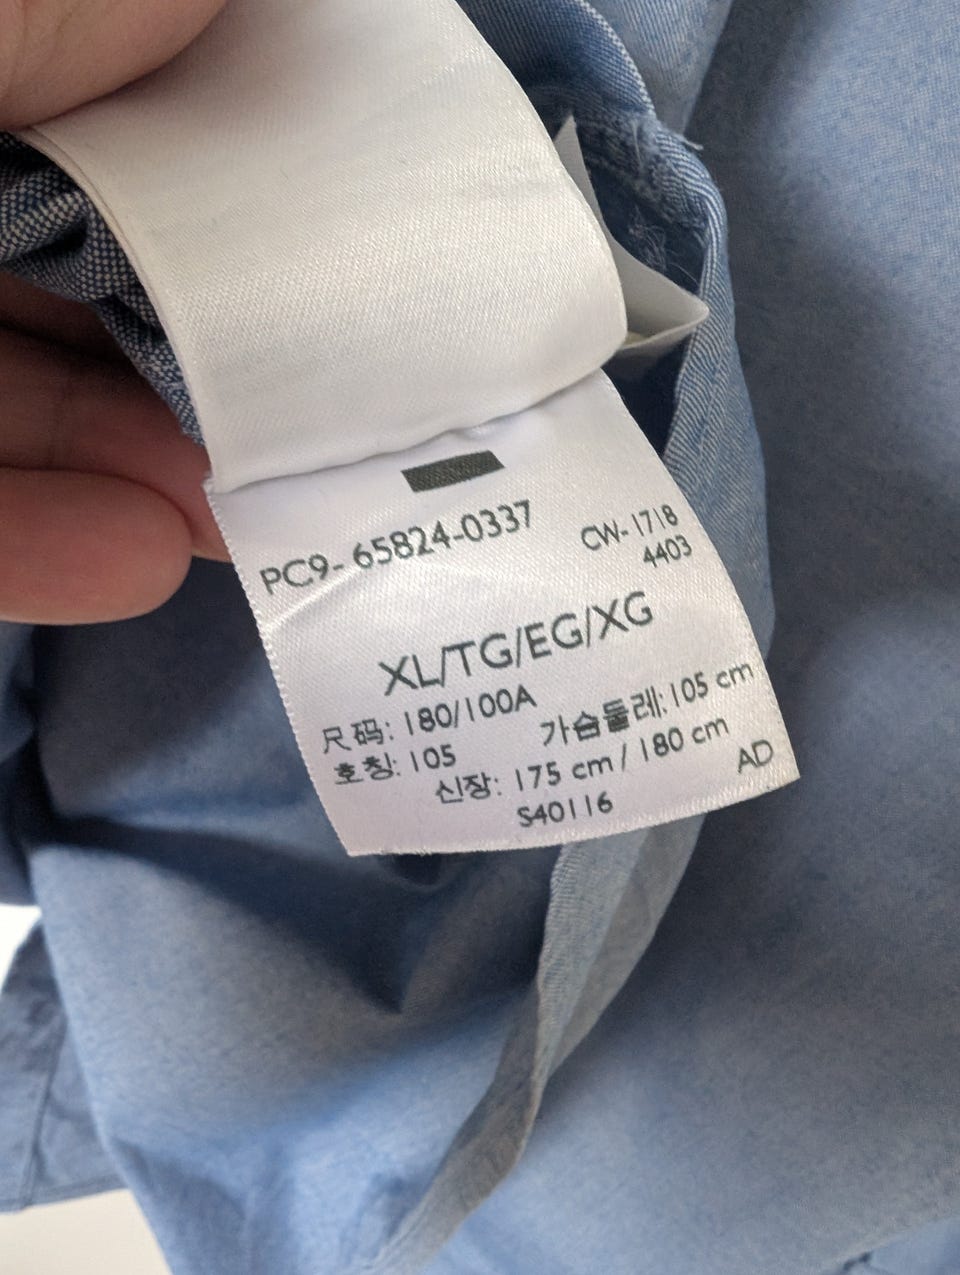 PC9- 65824-0337
CW- 1718
4403
XL/TG/EG/XG
尺码: 180/100A
가슴둘레: 105 cm
호칭: 105
신장: 175 cm / 180 cm
AD
S40116